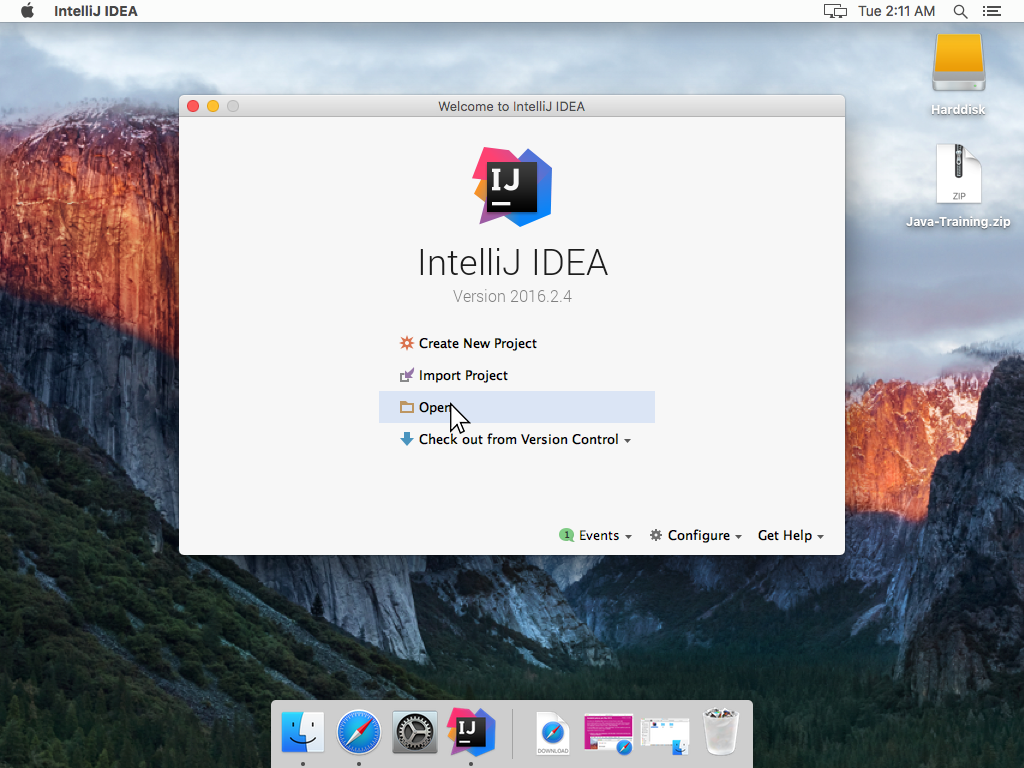 IntelliJ IDEA
Tue 2:11 AM
Harddisk
ZIP
Java-Training.zip
Welcome to IntelliJ IDEA
IJ
IntelliJ IDEA
Version 2016.2.4
Create New Project
Import Project
Open
Check out from Version Control
1 Events
Configure
Get Help
IJ
DOWNLOAD